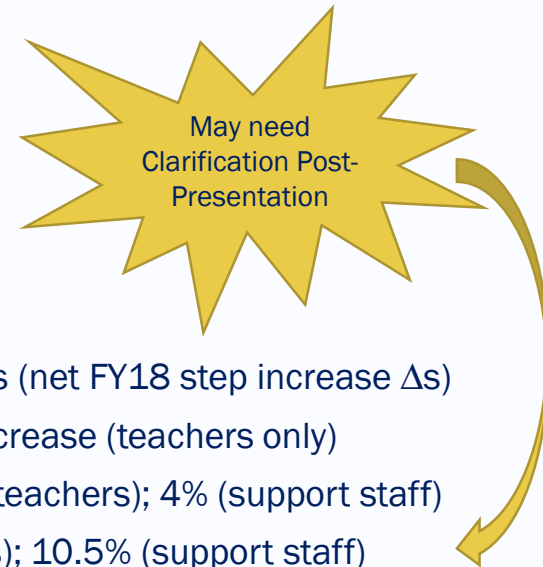 May need
Clarification Post-
Presentation
s (net FY18 step increase Δs)
crease (teachers only)
teachers); 4% (support staff)
s); 10.5% (support staff)